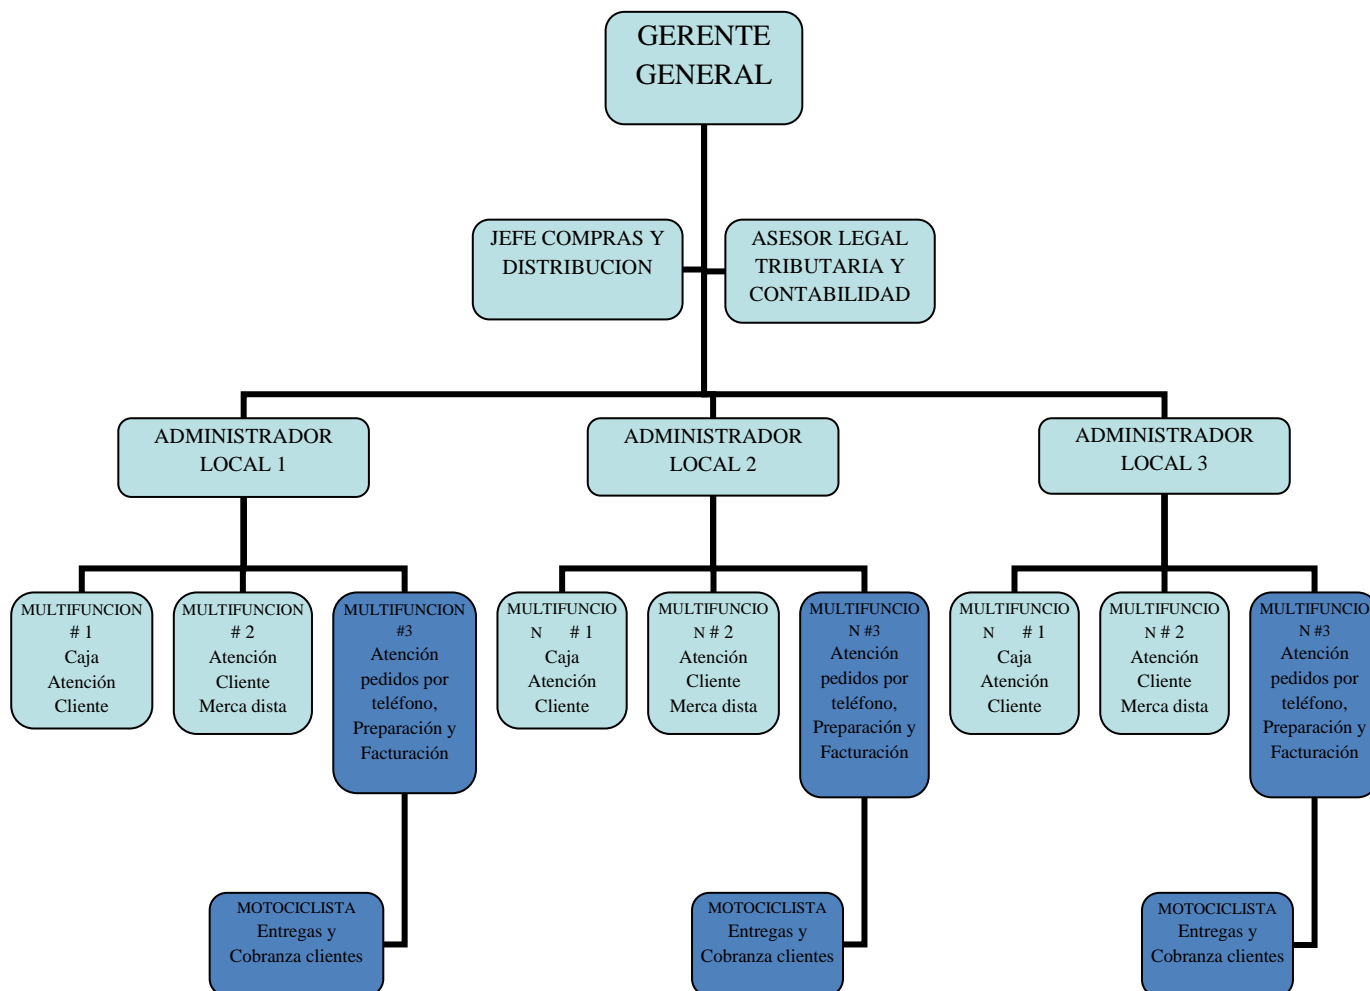 GERENTE
GENERAL
JEFE COMPRAS Y
DISTRIBUCION
ASESOR LEGAL
TRIBUTARIA Y
CONTABILIDAD
ADMINISTRADOR
LOCAL 1
ADMINISTRADOR
LOCAL 2
ADMINISTRADOR
LOCAL 3
MULTIFUNCION
# 1
Caja
Atención
Cliente
MULTIFUNCION
# 2
Atención
Cliente
Merca dista
MULTIFUNCION
#3
Atención
pedidos por
teléfono,
Preparación y
Facturación
MULTIFUNCIO
N # 1
Caja
Atención
Cliente
MULTIFUNCIO
N # 2
Atención
Cliente
Merca dista
MULTIFUNCIO
N #3
Atención
pedidos por
teléfono,
Preparación y
Facturación
MULTIFUNCIO
N # 1
Caja
Atención
Cliente
MULTIFUNCIO
N # 2
Atención
Cliente
Merca dista
MULTIFUNCIO
N #3
Atención
pedidos por
teléfono,
Preparación y
Facturación
MOTOCICLISTA
Entregas y
Cobranza clientes
MOTOCICLISTA
Entregas y
Cobranza clientes
MOTOCICLISTA
Entregas y
Cobranza clientes